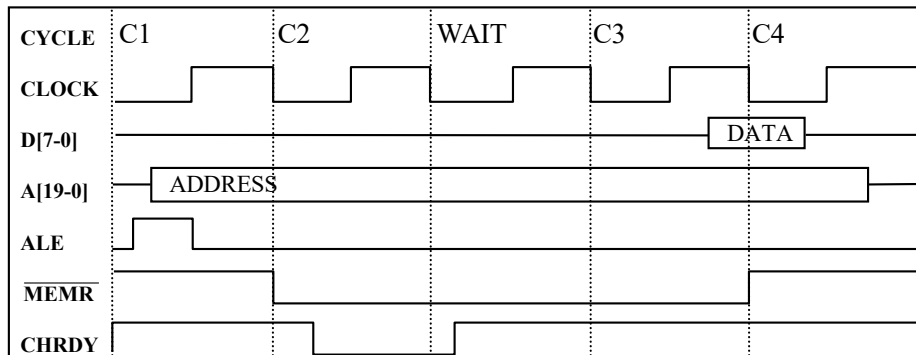 CYCLE C1 C2 WAIT C3 C4
CLOCK
D[7-0] DATA
A[19-0] ADDRESS
ALE
MEMR
CHRDY